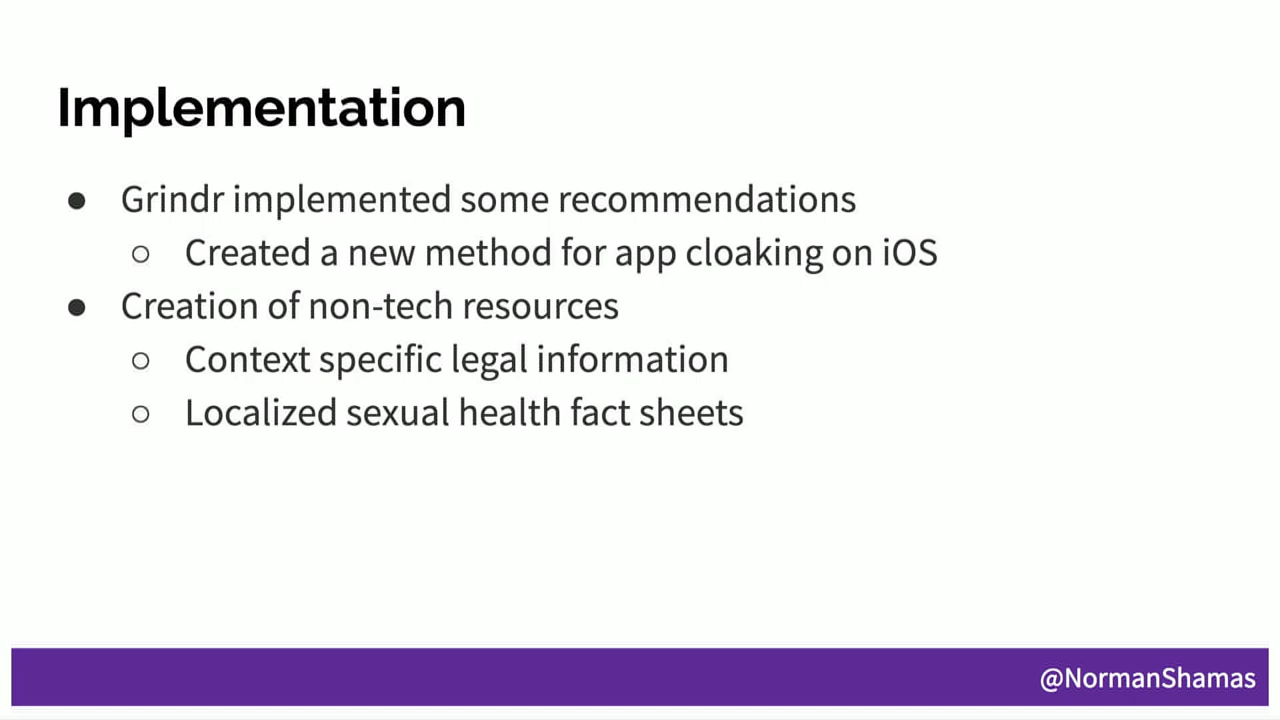 Implementation
● Grindr implemented some recommendations
○ Created a new method for app cloaking on iOS
● Creation of non-tech resources
○ Context specific legal information
○ Localized sexual health fact sheets
@NormanShamas